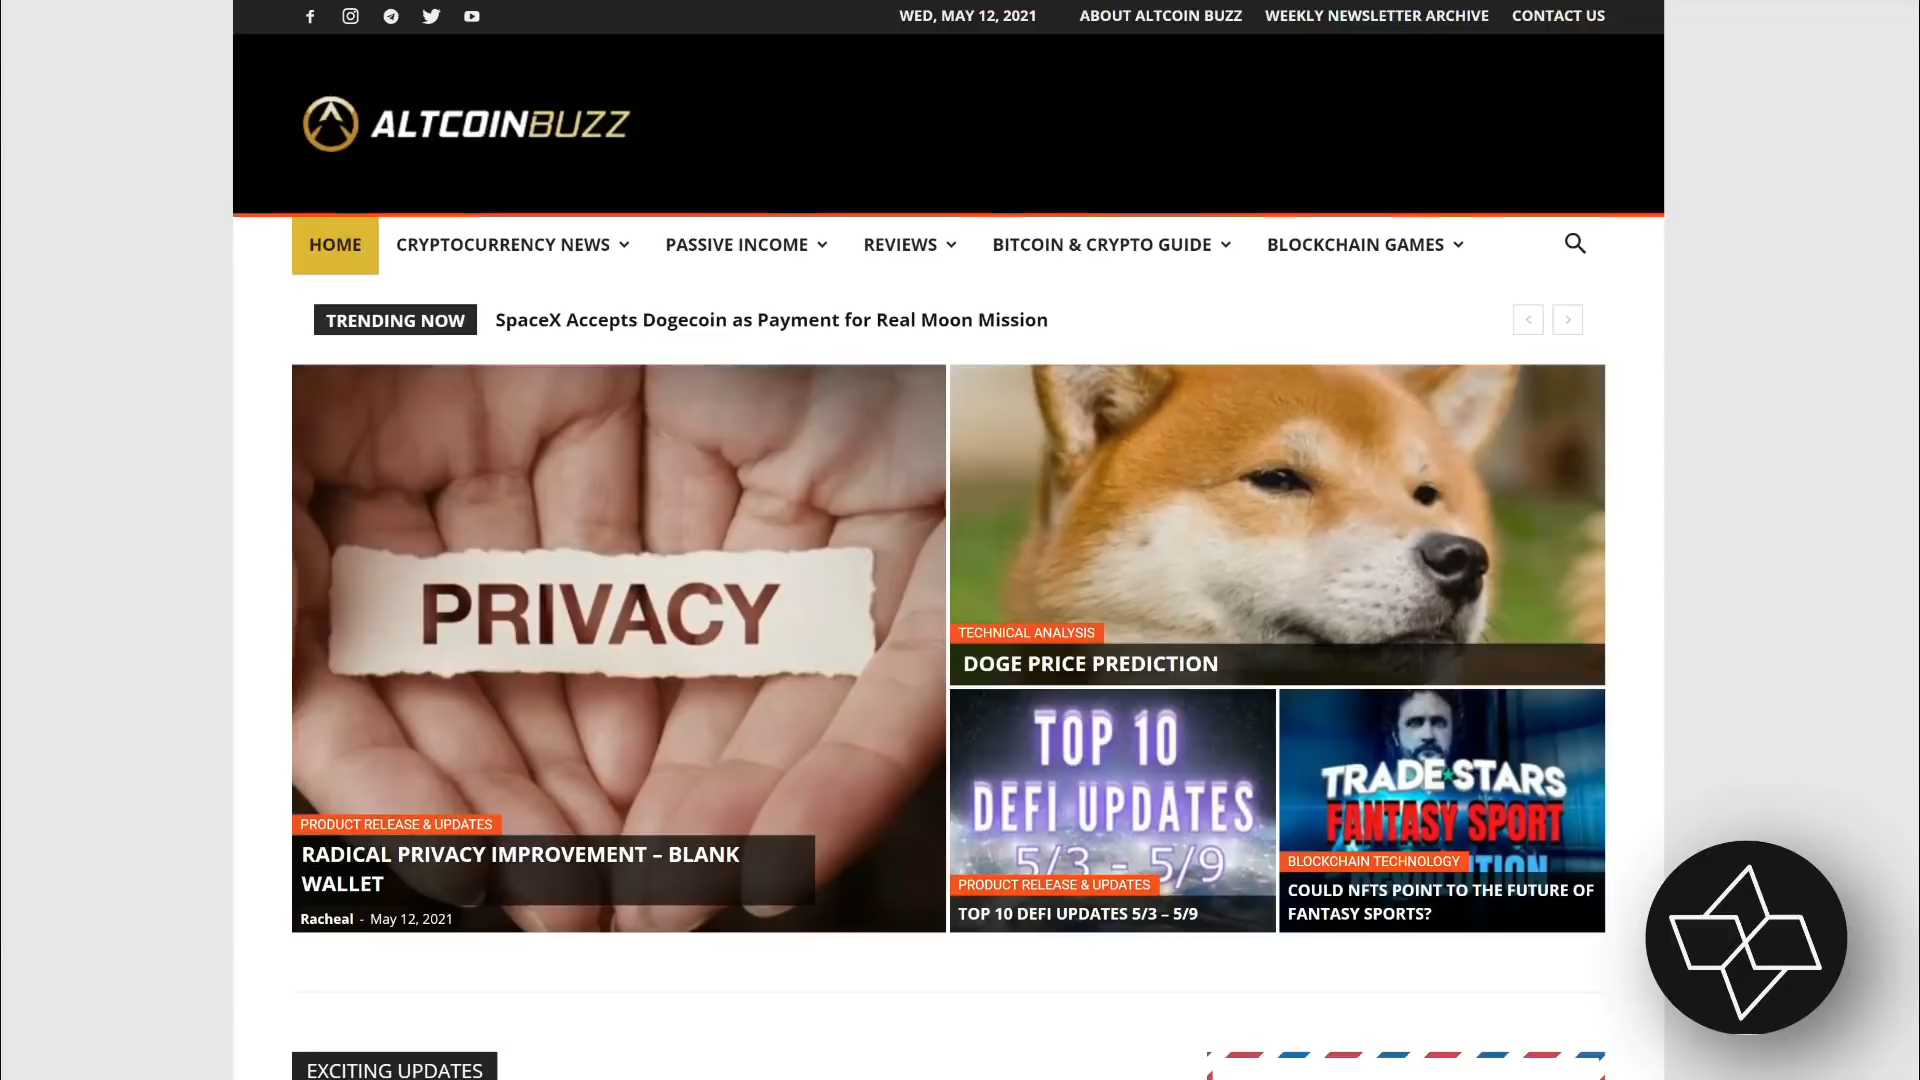 WED, MAY 12, 2021 ABOUT ALTCOIN BUZZ WEEKLY NEWSLETTER ARCHIVE CONTACT US
ALTCOINBUZZ
HOME CRYPTOCURRENCY NEWS PASSIVE INCOME REVIEWS BITCOIN & CRYPTO GUIDE BLOCKCHAIN GAMES
TRENDING NOW SpaceX Accepts Dogecoin as Payment for Real Moon Mission
PRIVACY
PRODUCT RELEASE & UPDATES
RADICAL PRIVACY IMPROVEMENT – BLANK
WALLET
Racheal - May 12, 2021
TECHNICAL ANALYSIS
DOGE PRICE PREDICTION
TOP 10
DEFI UPDATES
5/3 - 5/9
PRODUCT RELEASE & UPDATES
TOP 10 DEFI UPDATES 5/3 – 5/9
TRADE STARS
FANTASY SPORT
BLOCKCHAIN TECHNOLOGY
COULD NFTS POINT TO THE FUTURE OF
FANTASY SPORTS?
EXCITING UPDATES